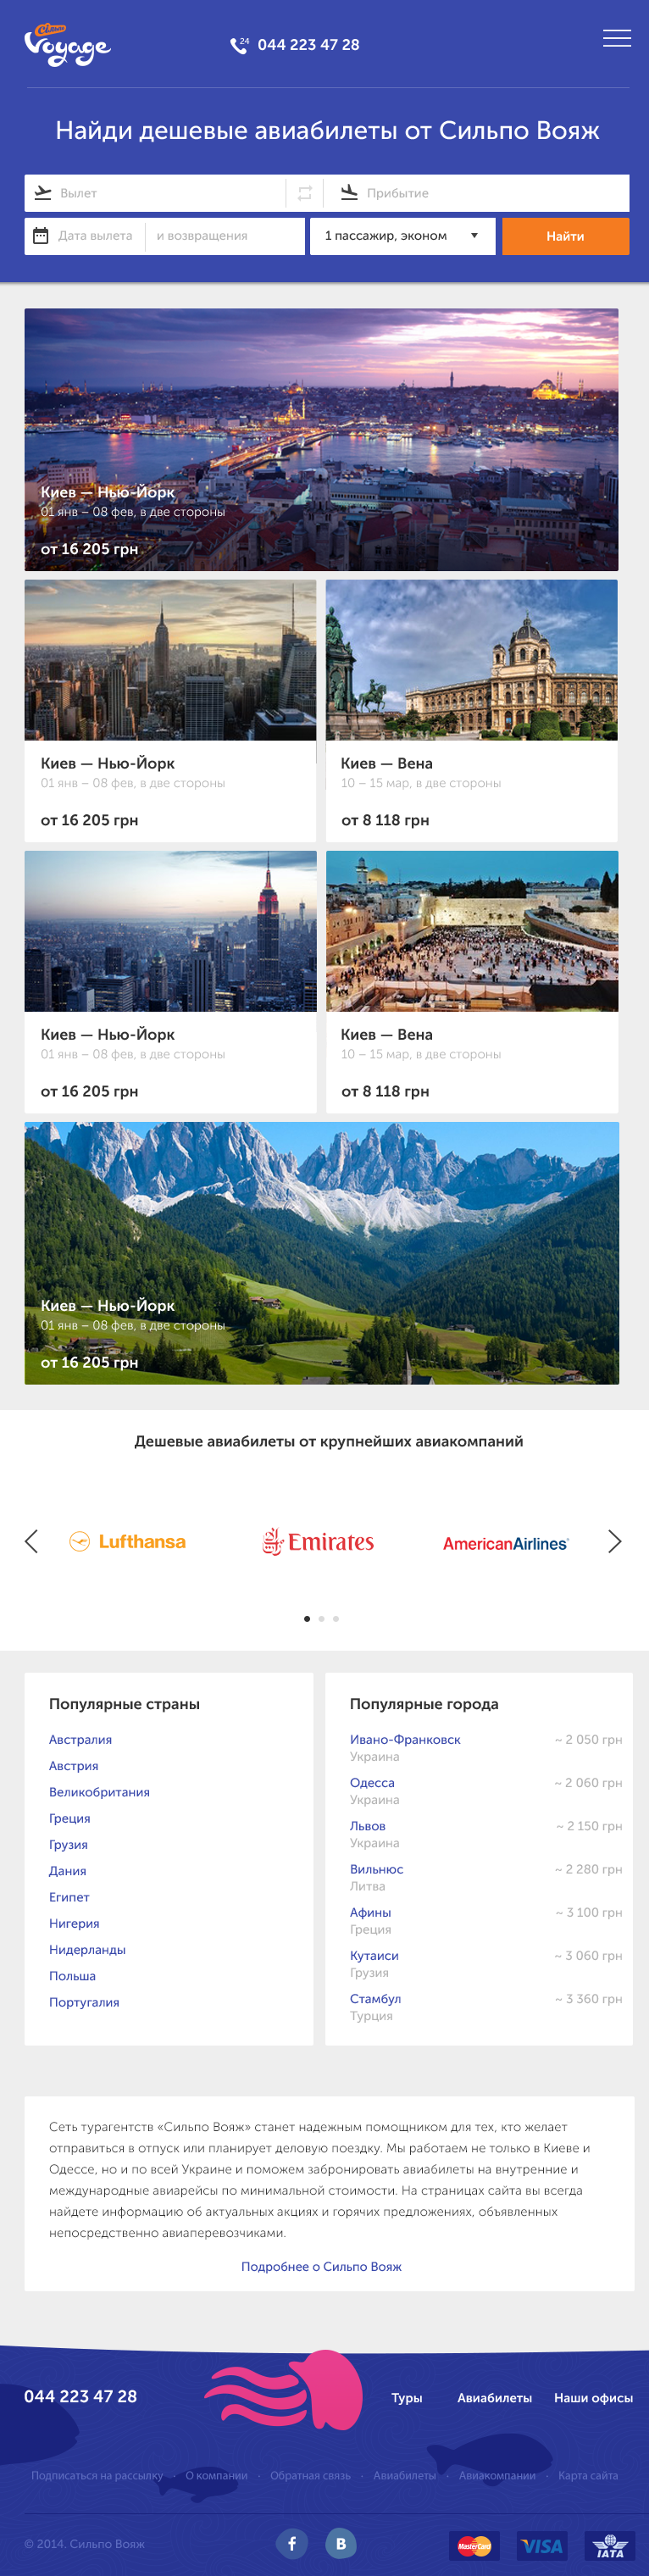 Сільпо
Voyage
24
044 223 47 28
Найди дешевые авиабилеты от Сильпо Вояж
Вылет
Прибытие
Дата вылета
и возвращения
1 пассажир, эконом
Найти
Киев — Нью-Йорк
01 янв – 08 фев, в две стороны
от 16 205 грн
Киев — Нью-Йорк
01 янв – 08 фев, в две стороны
от 16 205 грн
Киев — Вена
10 – 15 мар, в две стороны
от 8 118 грн
Киев — Нью-Йорк
01 янв – 08 фев, в две стороны
от 16 205 грн
Киев — Вена
10 – 15 мар, в две стороны
от 8 118 грн
Киев — Нью-Йорк
01 янв – 08 фев, в две стороны
от 16 205 грн
Дешевые авиабилеты от крупнейших авиакомпаний
Lufthansa
Emirates
AmericanAirlines
Популярные страны
Австралия
Австрия
Великобритания
Греция
Грузия
Дания
Египет
Нигерия
Нидерланды
Польша
Португалия
Популярные города
Ивано-Франковск ~ 2 050 грн
Украина
Одесса ~ 2 060 грн
Украина
Львов ~ 2 150 грн
Украина
Вильнюс ~ 2 280 грн
Литва
Афины ~ 3 100 грн
Греция
Кутаиси ~ 3 060 грн
Грузия
Стамбул ~ 3 360 грн
Турция
Сеть турагентств «Сильпо Вояж» станет надежным помощником для тех, кто желает
отправиться в отпуск или планирует деловую поездку. Мы работаем не только в Киеве и
Одессе, но и по всей Украине и поможем забронировать авиабилеты на внутренние и
международные авиарейсы по минимальной стоимости. На страницах сайта вы всегда
найдете информацию об актуальных акциях и горячих предложениях, объявленных
непосредственно авиаперевозчиками.
Подробнее о Сильпо Вояж
044 223 47 28
Туры
Авиабилеты
Наши офисы
Подписаться на рассылку · О компании · Обратная связь · Авиабилеты · Авиакомпании · Карта сайта
© 2014. Сильпо Вояж
f
B
MasterCard
VISA
IATA